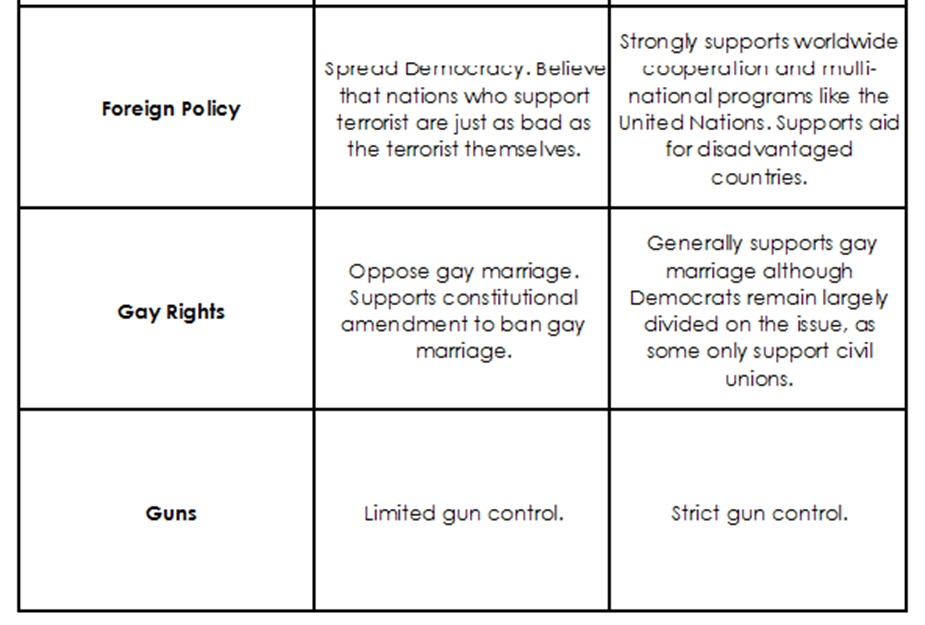 Foreign Policy
Spread Democracy. Believe
that nations who support
terrorist are just as bad as
the terrorist themselves.
Strongly supports worldwide
cooperation and multi-
national programs like the
United Nations. Supports aid
for disadvantaged
countries.
Gay Rights
Oppose gay marriage.
Supports constitutional
amendment to ban gay
marriage.
Generally supports gay
marriage although
Democrats remain largely
divided on the issue, as
some only support civil
unions.
Guns
Limited gun control.
Strict gun control.